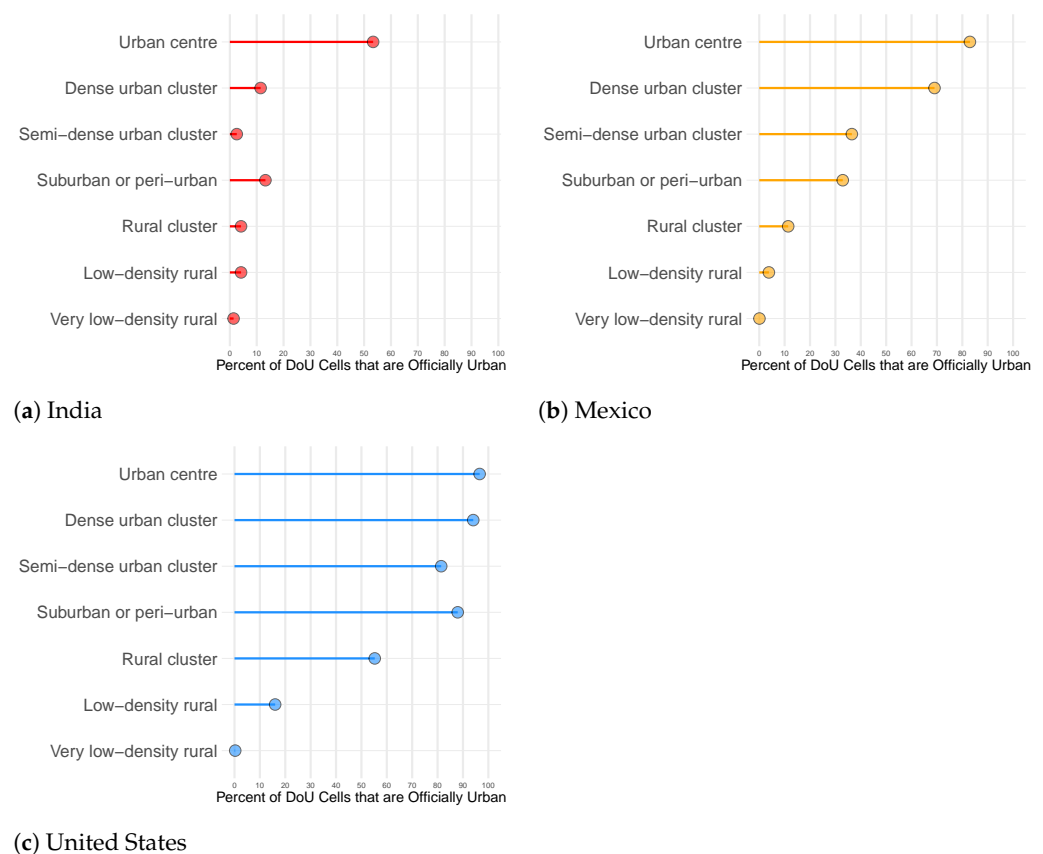 Urban centre
Dense urban cluster
Semi−dense urban cluster
Suburban or peri−urban
Rural cluster
Low−density rural
Very low−density rural
0 10 20 30 40 50 60 70 80 90 100
Percent of DoU Cells that are Officially Urban
(a) India
Urban centre
Dense urban cluster
Semi−dense urban cluster
Suburban or peri−urban
Rural cluster
Low−density rural
Very low−density rural
0 10 20 30 40 50 60 70 80 90 100
Percent of DoU Cells that are Officially Urban
(b) Mexico
Urban centre
Dense urban cluster
Semi−dense urban cluster
Suburban or peri−urban
Rural cluster
Low−density rural
Very low−density rural
0 10 20 30 40 50 60 70 80 90 100
Percent of DoU Cells that are Officially Urban
(c) United States